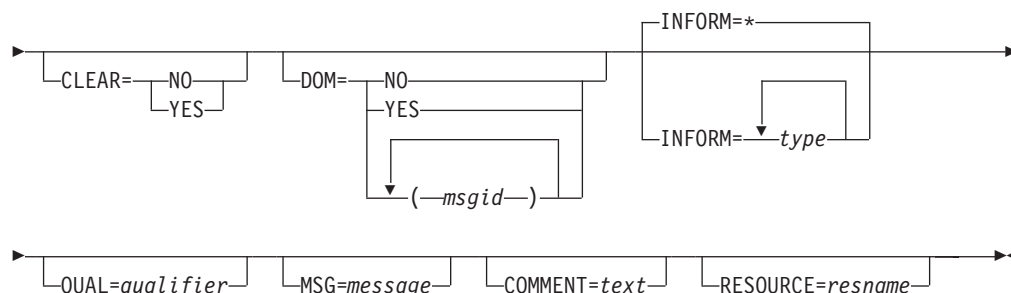 INFORM=*
CLEAR= NO
YES
DOM= NO
YES
( msgid )
INFORM= type
QUAL=qualifier
MSG=message
COMMENT=text
RESOURCE=resname